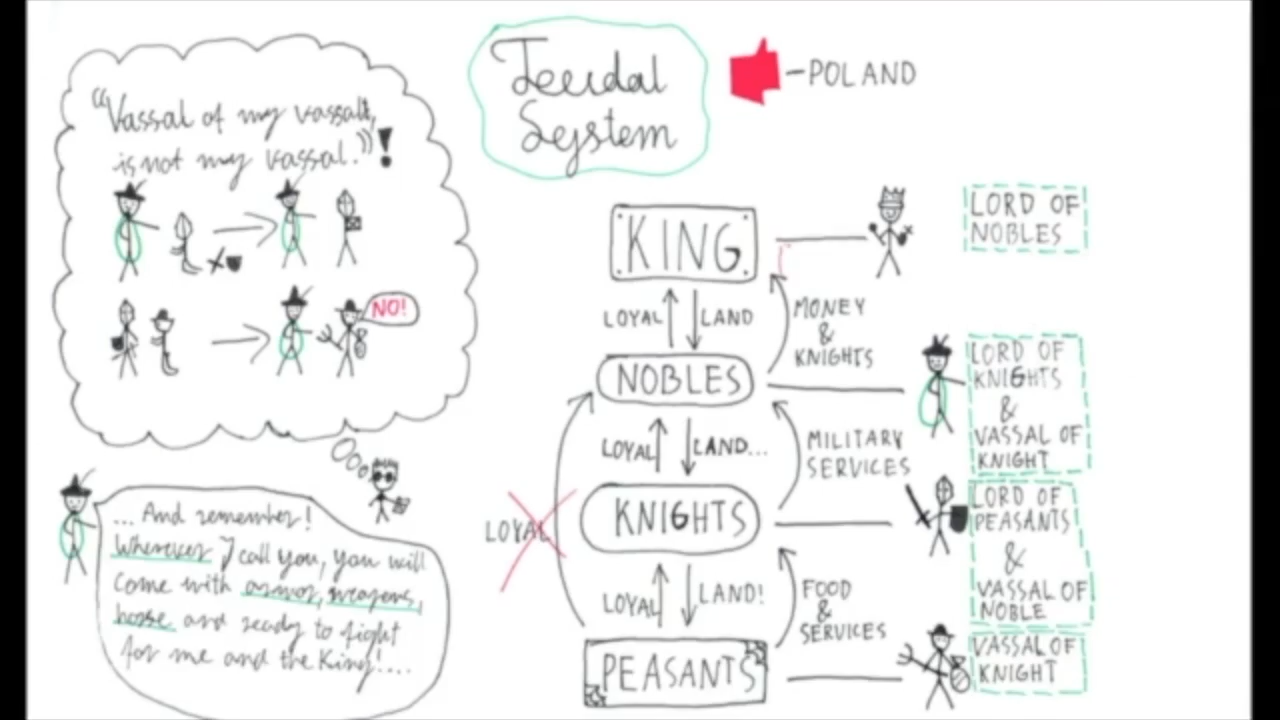 Feudal
System
-POLAND
"Vassal of my vassal,
is not my vassal."!
NO!
... And remember!
Wherever I call you, you will
come with armor, weapons,
horse and ready to fight
for me and the King!....
KING
LORD OF
NOBLES
LOYAL
LAND
MONEY
&
KNIGHTS
NOBLES
LORD OF
KNIGHTS
&
VASSAL OF
KNIGHT
LOYAL
LAND...
MILITARY
SERVICES
KNIGHTS
LORD OF
PEASANTS
&
VASSAL OF
NOBLE
LOYAL
LOYAL
LAND!
FOOD
&
SERVICES
PEASANTS
VASSAL OF
KNIGHT